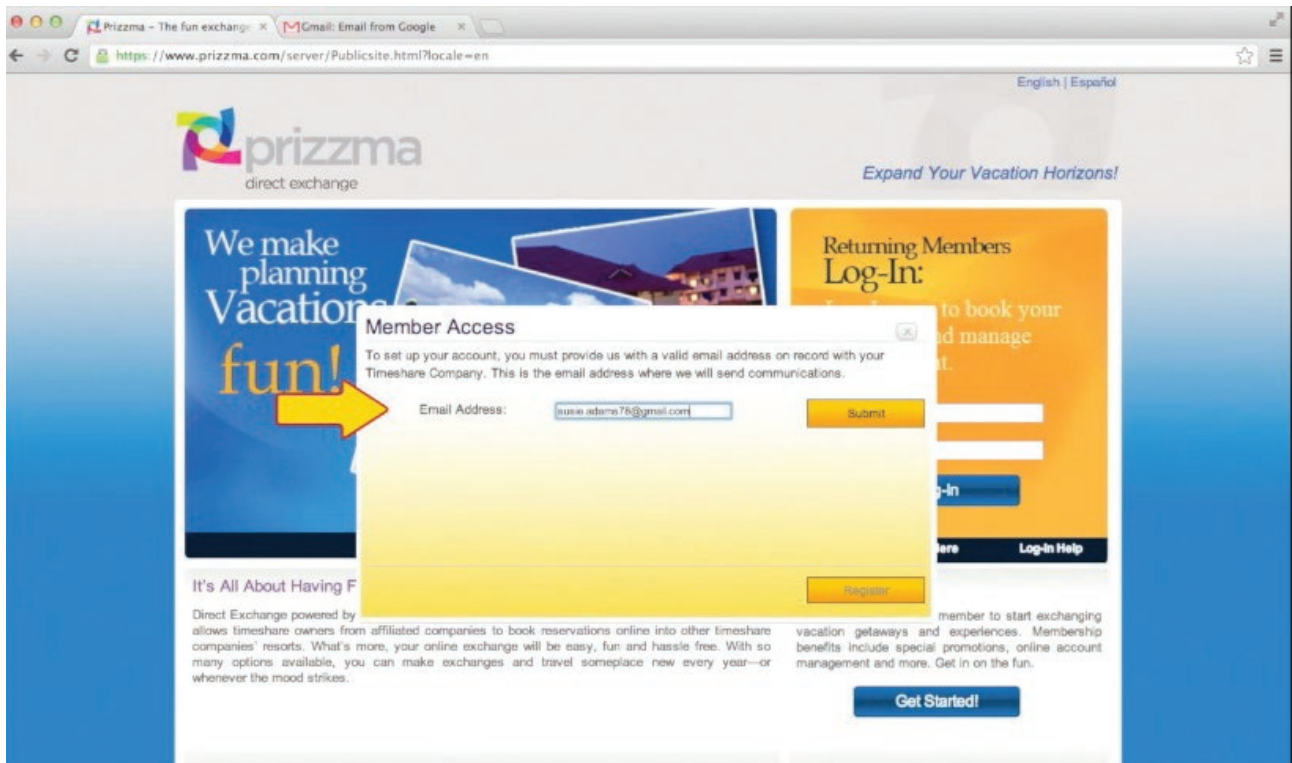 Prizzma – The fun exchange
Gmail: Email from Google
https://www.prizzma.com/server/Publicsite.html?locale=en
English | Español
prizzma
direct exchange
Expand Your Vacation Horizons!
We make
planning
Vacation
fun!
Returning Members
Log-In:
to book your
manage
Member Access
To set up your account, you must provide us with a valid email address on record with your
Timeshare Company. This is the email address where we will send communications.
Email Address:
susie.adams78@gmail.com
Submit
Register
Log-In Help
It's All About Having F
Direct Exchange powered by
allows timeshare owners from affiliated companies to book reservations online into other timeshare
companies' resorts. What's more, your online exchange will be easy, fun and hassle free. With so
many options available, you can make exchanges and travel someplace new every year—or
whenever the mood strikes.
member to start exchanging
vacation getaways and experiences. Membership
benefits include special promotions, online account
management and more. Get in on the fun.
Get Started!